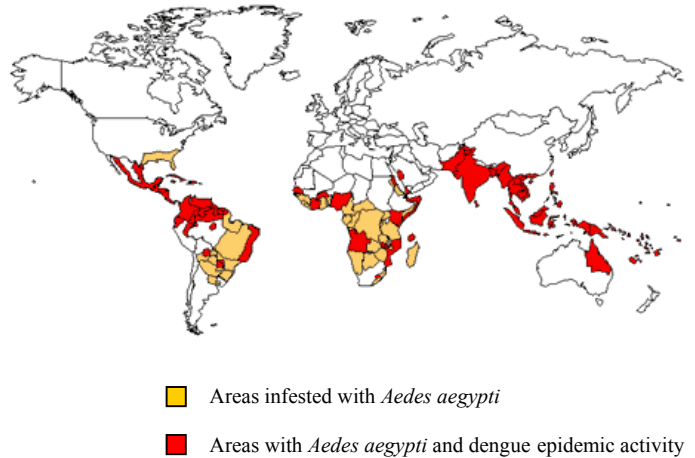 Areas infested with Aedes aegypti
Areas with Aedes aegypti and dengue epidemic activity